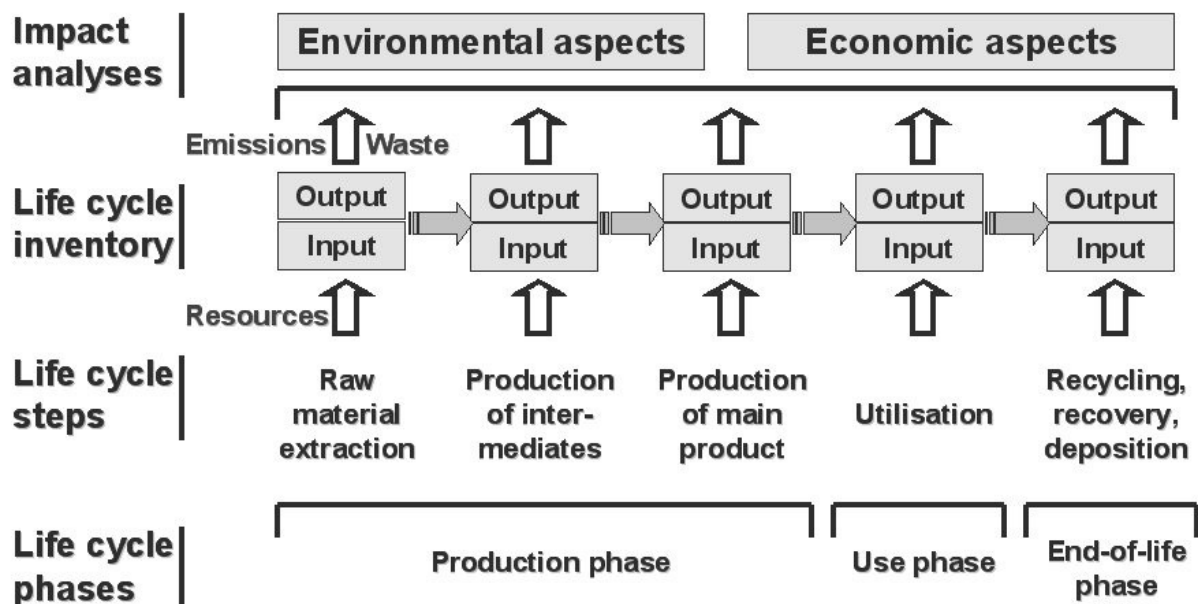 Impact
analyses
Environmental aspects
Economic aspects
Emissions
Waste
Life cycle
inventory
Output
Input
Output
Input
Output
Input
Output
Input
Output
Input
Resources
Life cycle
steps
Raw
material
extraction
Production
of inter-
mediates
Production
of main
product
Utilisation
Recycling,
recovery,
deposition
Life cycle
phases
Production phase
Use phase
End-of-life
phase